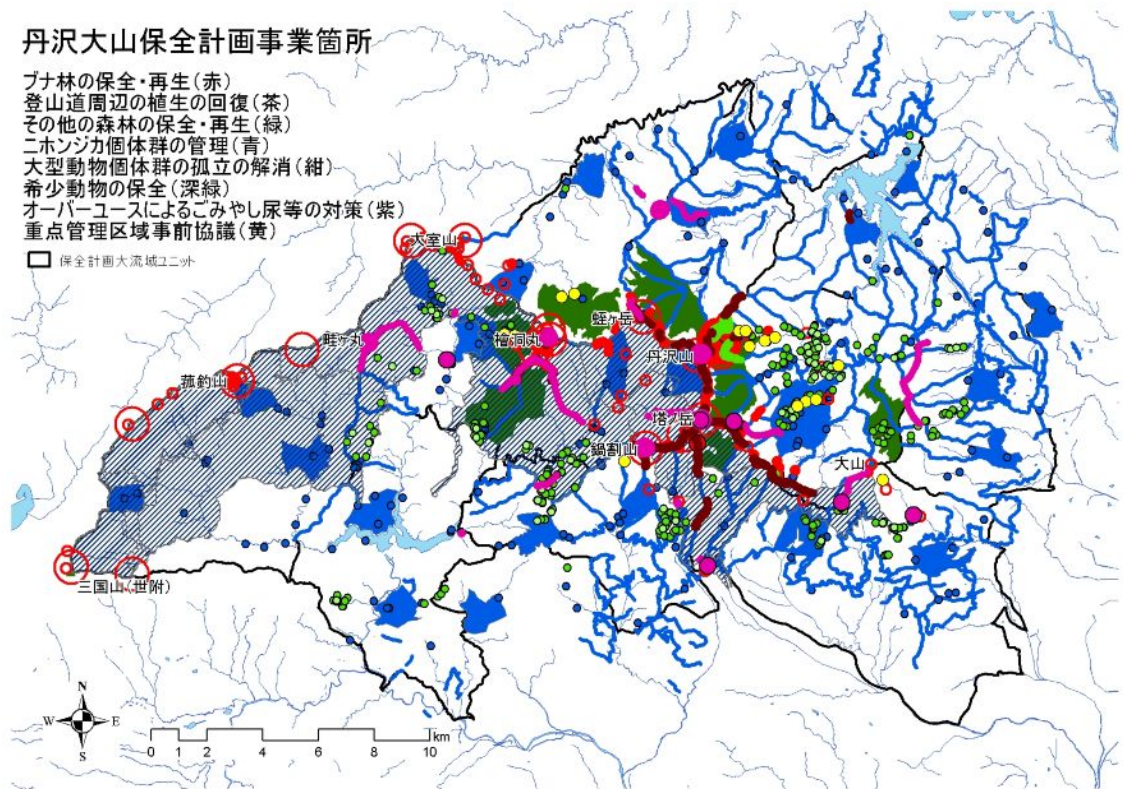 丹沢大山保全計画事業箇所
ブナ林の保全・再生(赤)
登山道周辺の植生の回復(茶)
その他の森林の保全・再生(緑)
ニホンジカ個体群の管理(青)
大型動物個体群の孤立の解消(紺)
希少動物の保全(深緑)
オーバーユースによるごみやし尿等の対策(紫)
重点管理区域事前協議(黄)
保全計画大流域ユニット
大室山
蛭ヶ岳
畦ヶ丸
檜洞丸
丹沢山
菰釣山
塔ノ岳
鍋割山
大山
三国山(世附)
N
W E
S
0 1 2 4 6 8 10 km